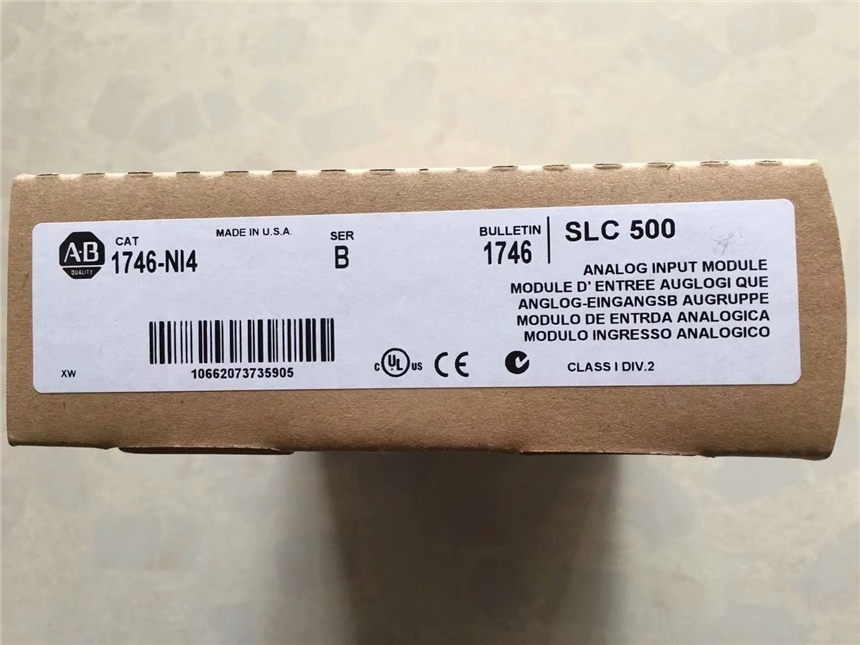 A-B
QUALITY
CAT
1746-NI4
MADE IN U.S.A.
SER
B
BULLETIN
1746
SLC 500
ANALOG INPUT MODULE
MODULE D' ENTREE AUGLOGI QUE
ANGLOG-EINGANGSB AUGRUPPE
MODULO DE ENTRDA ANALOGICA
MODULO INGRESSO ANALOGICO
10662073735905
XW
c UL us
CE
CLASS I DIV.2